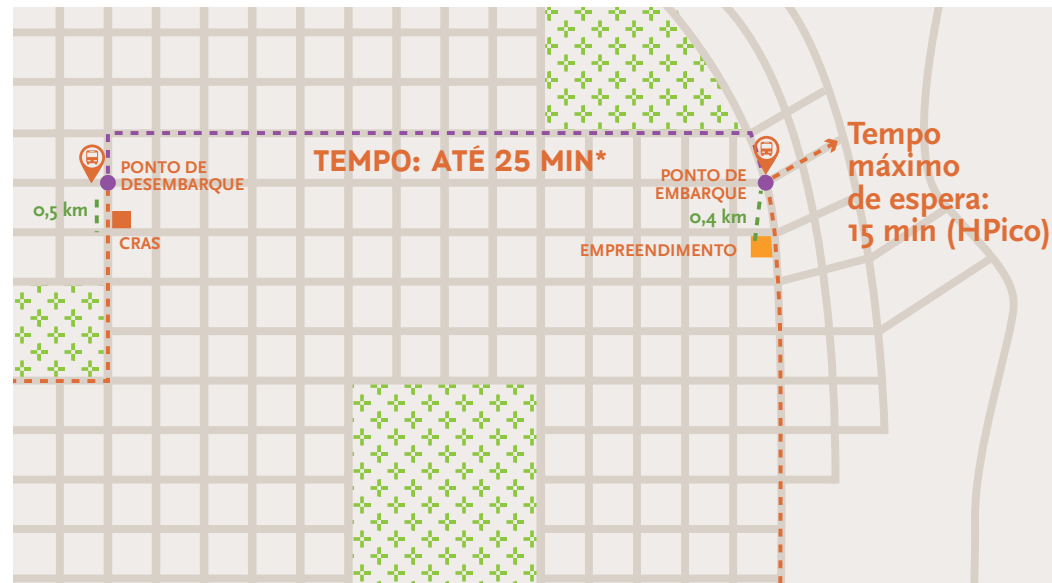 PONTO DE
DESEMBARQUE
0,5 km
CRAS
TEMPO: ATÉ 25 MIN*
PONTO DE
EMBARQUE
0,4 km
EMPREENDIMENTO
Tempo
máximo
de espera:
15 min (HPico)